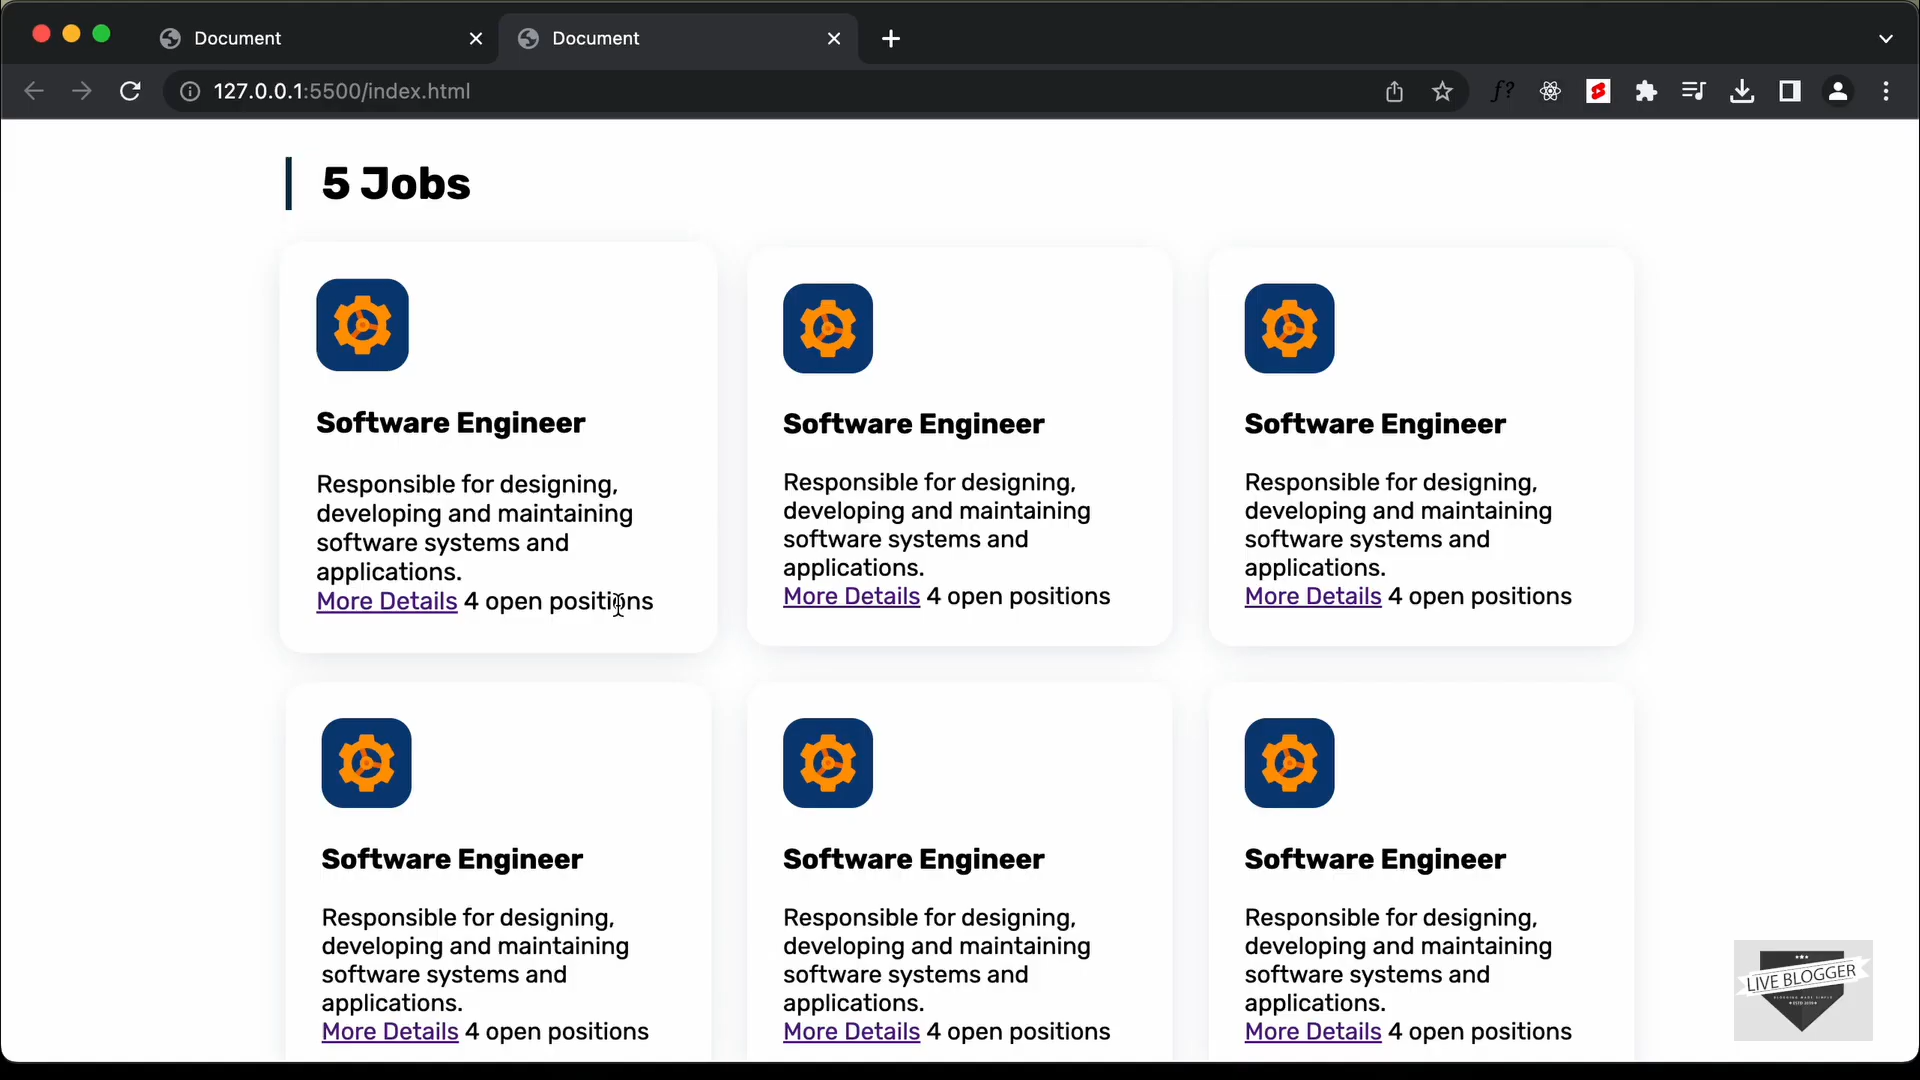 Document
Document
127.0.0.1:5500/index.html
f?
5 Jobs
Software Engineer
Responsible for designing,
developing and maintaining
software systems and
applications.
More Details 4 open positions
Software Engineer
Responsible for designing,
developing and maintaining
software systems and
applications.
More Details 4 open positions
Software Engineer
Responsible for designing,
developing and maintaining
software systems and
applications.
More Details 4 open positions
Software Engineer
Responsible for designing,
developing and maintaining
software systems and
applications.
More Details 4 open positions
Software Engineer
Responsible for designing,
developing and maintaining
software systems and
applications.
More Details 4 open positions
Software Engineer
Responsible for designing,
developing and maintaining
software systems and
applications.
More Details 4 open positions
LIVE BLOGGER